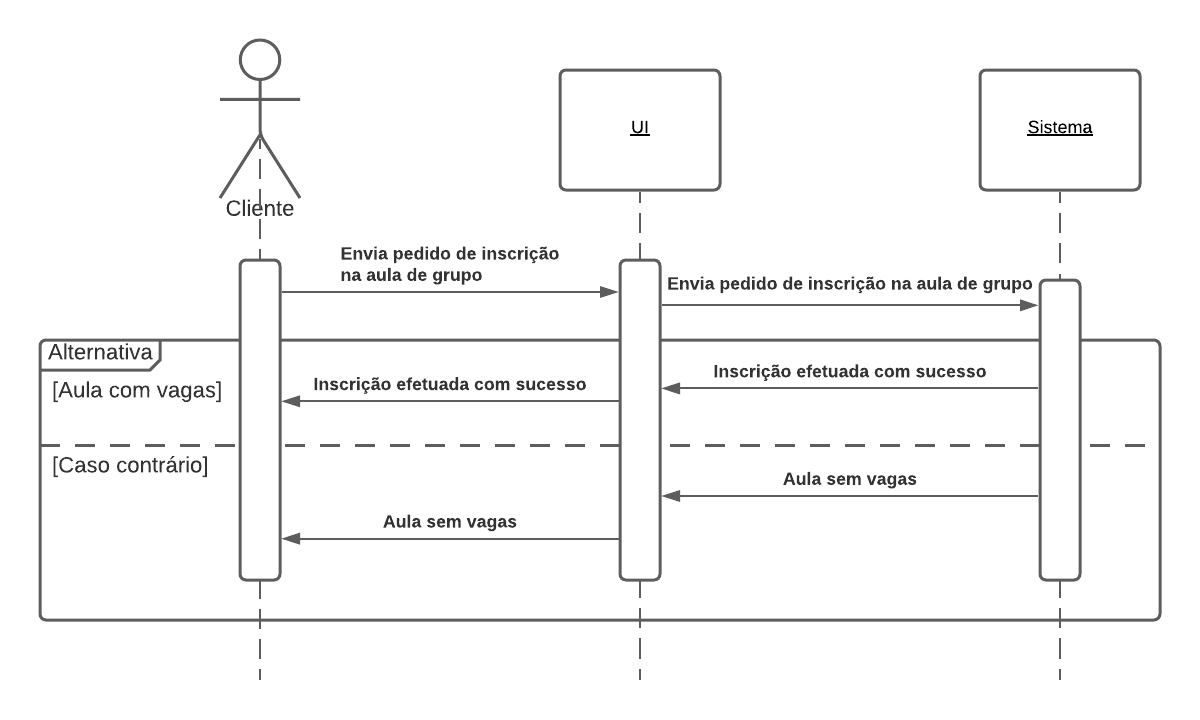 UI
Sistema
Cliente
Envia pedido de inscrição
na aula de grupo
Envia pedido de inscrição na aula de grupo
Alternativa
[Aula com vagas]
Inscrição efetuada com sucesso
Inscrição efetuada com sucesso
[Caso contrário]
Aula sem vagas
Aula sem vagas